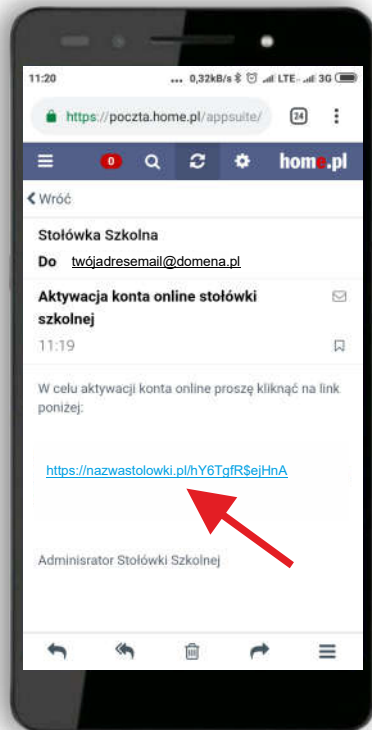 11:20 ... 0,32kB/s LTE 3G
https://poczta.home.pl/appsuite/ 24
0 home.pl
Wróć
Stołówka Szkolna
Do twójadresemail@domena.pl
Aktywacja konta online stołówki
szkolnej
11:19
W celu aktywacji konta online proszę kliknąć na link
poniżej:
https://nazwastolowki.pl/hY6TgfR$ejHnA
Adminisrator Stołówki Szkolnej